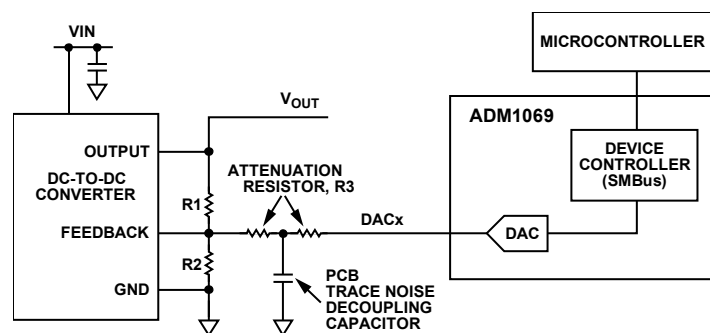 VIN
MICROCONTROLLER
VOUT
ADM1069
OUTPUT
DC-TO-DC
CONVERTER
ATTENUATION
RESISTOR, R3
DEVICE
CONTROLLER
(SMBus)
R1
DACx
FEEDBACK
DAC
R2
GND
PCB
TRACE NOISE
DECOUPLING
CAPACITOR